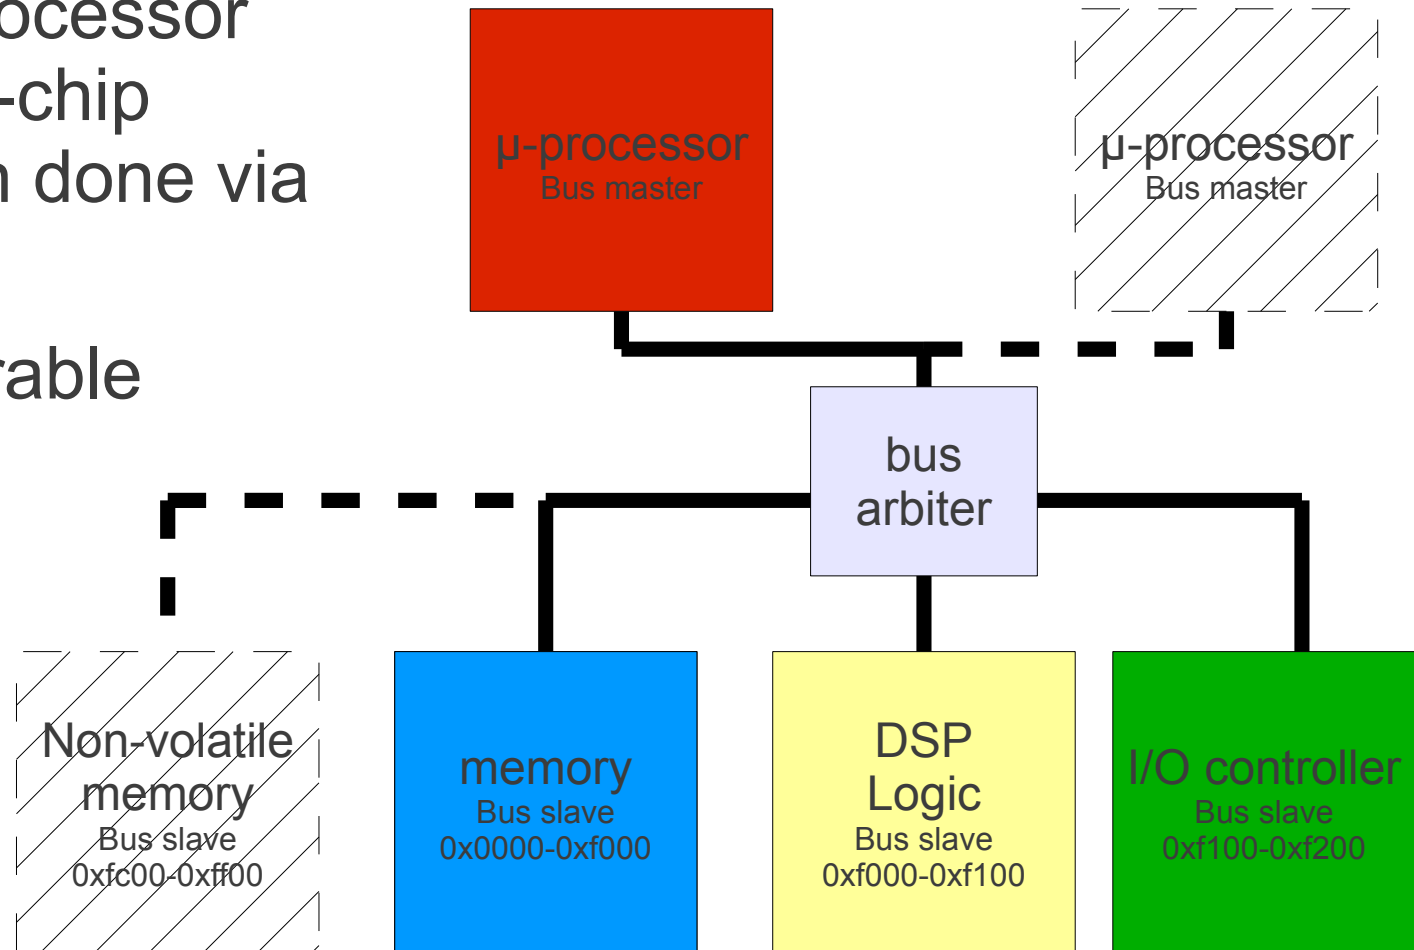 ocessor
-chip
n done via
rable
µ-processor
Bus master
µ-processor
Bus master
bus
arbiter
Non-volatile
memory
Bus slave
0xfc00-0xff00
memory
Bus slave
0x0000-0xf000
DSP
Logic
Bus slave
0xf000-0xf100
I/O controller
Bus slave
0xf100-0xf200